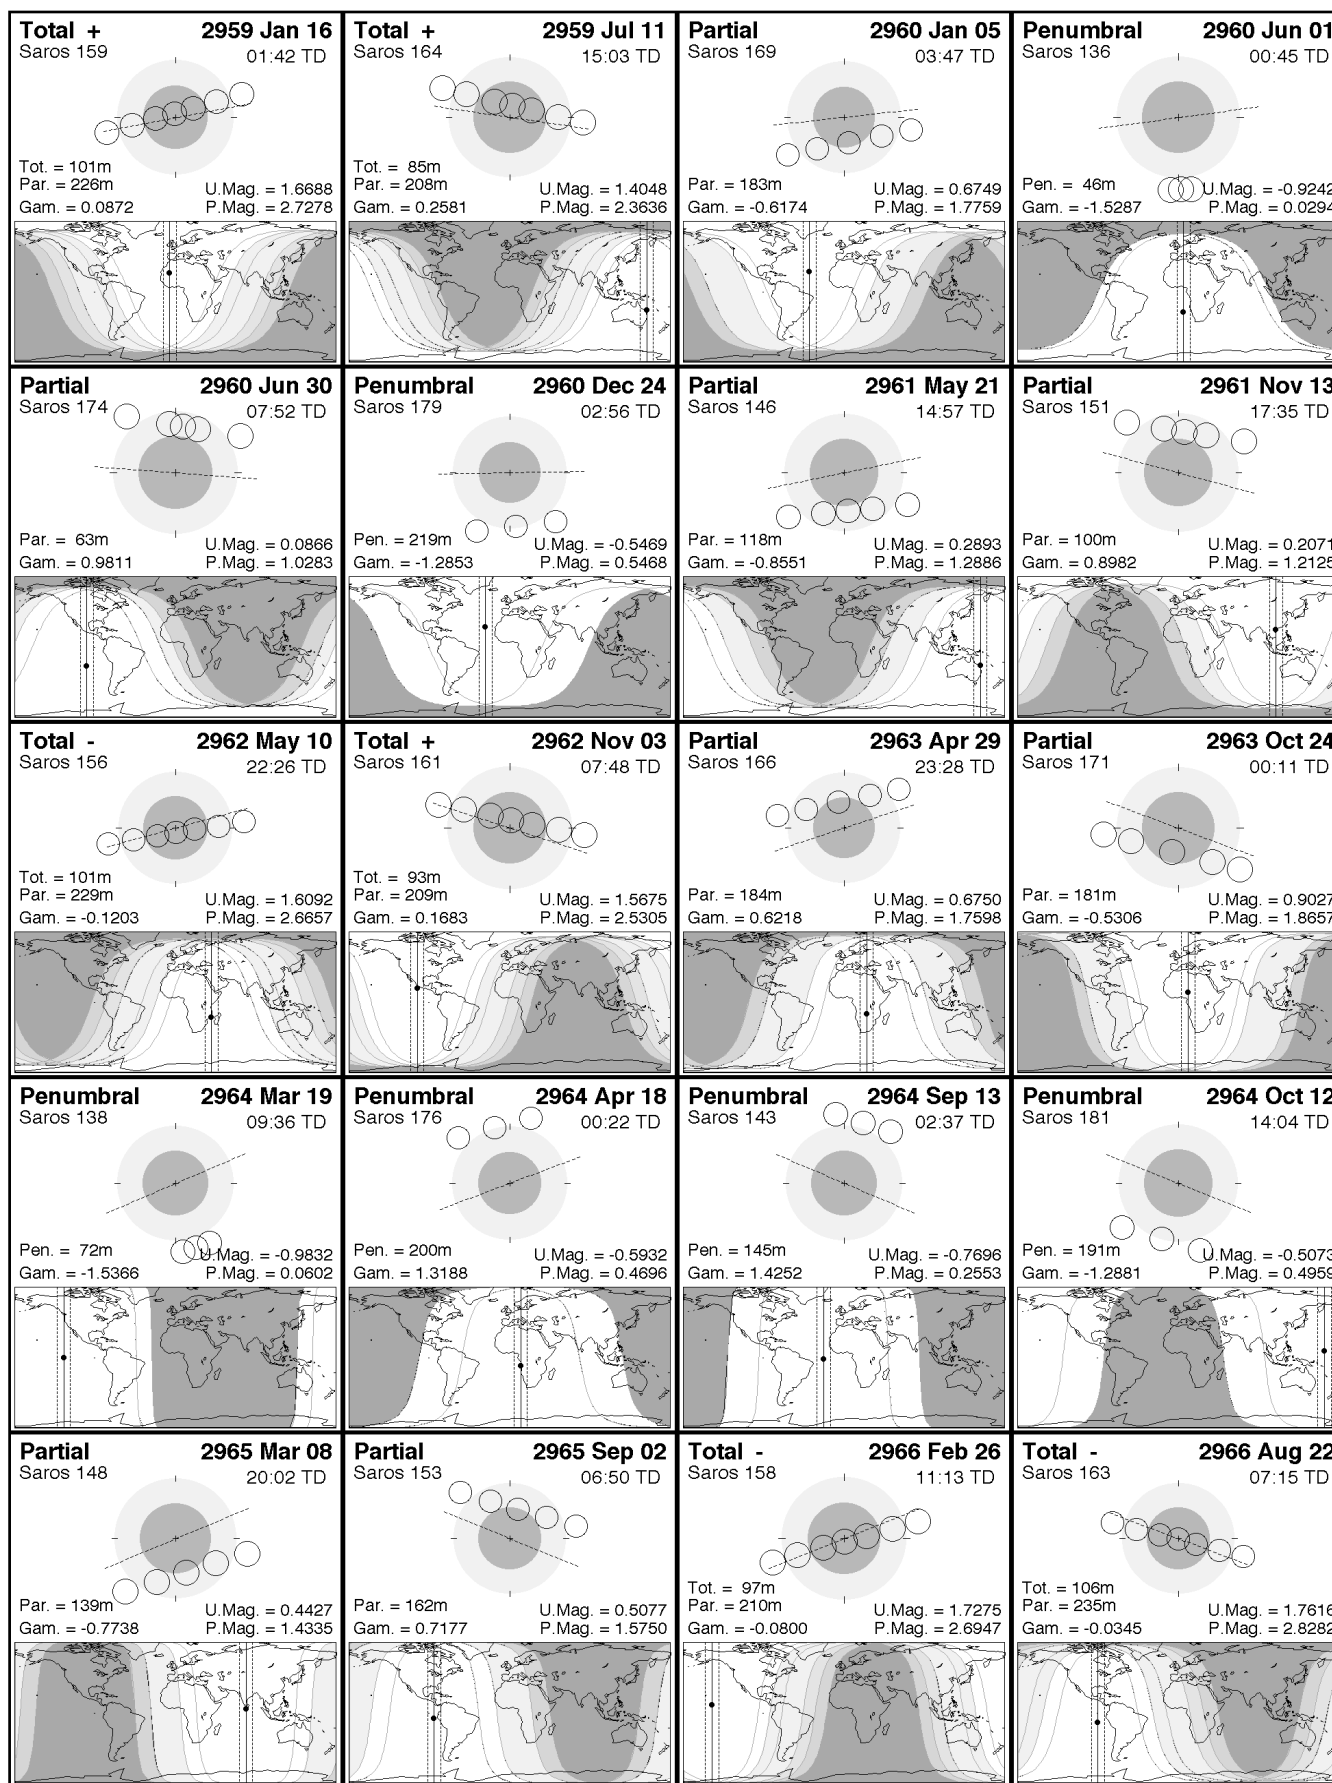 Total + 2959 Jan 16
Saros 159 01:42 TD
Tot. = 101m
Par. = 226m U.Mag. = 1.6688
Gam. = 0.0872 P.Mag. = 2.7278
Total + 2959 Jul 11
Saros 164 15:03 TD
Tot. = 85m
Par. = 208m U.Mag. = 1.4048
Gam. = 0.2581 P.Mag. = 2.3636
Partial 2960 Jan 05
Saros 169 03:47 TD
Par. = 183m U.Mag. = 0.6749
Gam. = -0.6174 P.Mag. = 1.7759
Penumbral 2960 Jun 01
Saros 136 00:45 TD
Pen. = 46m U.Mag. = -0.9242
Gam. = -1.5287 P.Mag. = 0.0294
Partial 2960 Jun 30
Saros 174 07:52 TD
Par. = 63m U.Mag. = 0.0866
Gam. = 0.9811 P.Mag. = 1.0283
Penumbral 2960 Dec 24
Saros 179 02:56 TD
Pen. = 219m U.Mag. = -0.5469
Gam. = -1.2853 P.Mag. = 0.5468
Partial 2961 May 21
Saros 146 14:57 TD
Par. = 118m U.Mag. = 0.2893
Gam. = -0.8551 P.Mag. = 1.2886
Partial 2961 Nov 13
Saros 151 17:35 TD
Par. = 100m U.Mag. = 0.2071
Gam. = 0.8982 P.Mag. = 1.2125
Total - 2962 May 10
Saros 156 22:26 TD
Tot. = 101m
Par. = 229m U.Mag. = 1.6092
Gam. = -0.1203 P.Mag. = 2.6657
Total + 2962 Nov 03
Saros 161 07:48 TD
Tot. = 93m
Par. = 209m U.Mag. = 1.5675
Gam. = 0.1683 P.Mag. = 2.5305
Partial 2963 Apr 29
Saros 166 23:28 TD
Par. = 184m U.Mag. = 0.6750
Gam. = 0.6218 P.Mag. = 1.7598
Partial 2963 Oct 24
Saros 171 00:11 TD
Par. = 181m U.Mag. = 0.9027
Gam. = -0.5306 P.Mag. = 1.8657
Penumbral 2964 Mar 19
Saros 138 09:36 TD
Pen. = 72m U.Mag. = -0.9832
Gam. = -1.5366 P.Mag. = 0.0602
Penumbral 2964 Apr 18
Saros 176 00:22 TD
Pen. = 200m U.Mag. = -0.5932
Gam. = 1.3188 P.Mag. = 0.4696
Penumbral 2964 Sep 13
Saros 143 02:37 TD
Pen. = 145m U.Mag. = -0.7696
Gam. = 1.4252 P.Mag. = 0.2553
Penumbral 2964 Oct 12
Saros 181 14:04 TD
Pen. = 191m U.Mag. = -0.5073
Gam. = -1.2881 P.Mag. = 0.4959
Partial 2965 Mar 08
Saros 148 20:02 TD
Par. = 139m U.Mag. = 0.4427
Gam. = -0.7738 P.Mag. = 1.4335
Partial 2965 Sep 02
Saros 153 06:50 TD
Par. = 162m U.Mag. = 0.5077
Gam. = 0.7177 P.Mag. = 1.5750
Total - 2966 Feb 26
Saros 158 11:13 TD
Tot. = 97m
Par. = 210m U.Mag. = 1.7275
Gam. = -0.0800 P.Mag. = 2.6947
Total - 2966 Aug 22
Saros 163 07:15 TD
Tot. = 106m
Par. = 235m U.Mag. = 1.7616
Gam. = -0.0345 P.Mag. = 2.8282